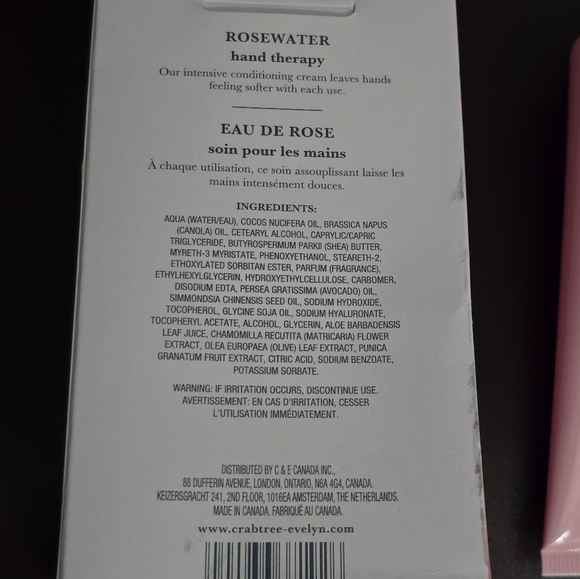 ROSEWATER
hand therapy
Our intensive conditioning cream leaves hands
feeling softer with each use.
EAU DE ROSE
soin pour les mains
À chaque utilisation, ce soin assouplissant laisse les
mains intensément douces.
INGREDIENTS:
AQUA (WATER/EAU), COCOS NUCIFERA OIL, BRASSICA NAPUS
(CANOLA) OIL, CETEARYL ALCOHOL, CAPRYLIC/CAPRIC
TRIGLYCERIDE, BUTYROSPERMUM PARKII (SHEA) BUTTER,
MYRETH-3 MYRISTATE, PHENOXYETHANOL, STEARETH-2,
ETHOXYLATED SORBITAN ESTER, PARFUM (FRAGRANCE),
ETHYLHEXYLGLYCERIN, HYDROXYETHYLCELLULOSE, CARBOMER,
DISODIUM EDTA, PERSEA GRATISSIMA (AVOCADO) OIL,
SIMMONDSIA CHINENSIS SEED OIL, SODIUM HYDROXIDE,
TOCOPHEROL, GLYCINE SOJA OIL, SODIUM HYALURONATE,
TOCOPHERYL ACETATE, ALCOHOL, GLYCERIN, ALOE BARBADENSIS
LEAF JUICE, CHAMOMILLA RECUTITA (MATRICARIA) FLOWER
EXTRACT, OLEA EUROPAEA (OLIVE) LEAF EXTRACT, PUNICA
GRANATUM FRUIT EXTRACT, CITRIC ACID, SODIUM BENZOATE,
POTASSIUM SORBATE.
WARNING: IF IRRITATION OCCURS, DISCONTINUE USE.
AVERTISSEMENT: EN CAS D'IRRITATION, CESSER
L'UTILISATION IMMÉDIATEMENT.
DISTRIBUTED BY C & E CANADA INC.,
88 DUFFERIN AVENUE, LONDON, ONTARIO, N6A 4G4, CANADA.
KEIZERSGRACHT 241, 2ND FLOOR, 1016EA AMSTERDAM, THE NETHERLANDS.
MADE IN CANADA. FABRIQUÉ AU CANADA.
www.crabtree-evelyn.com